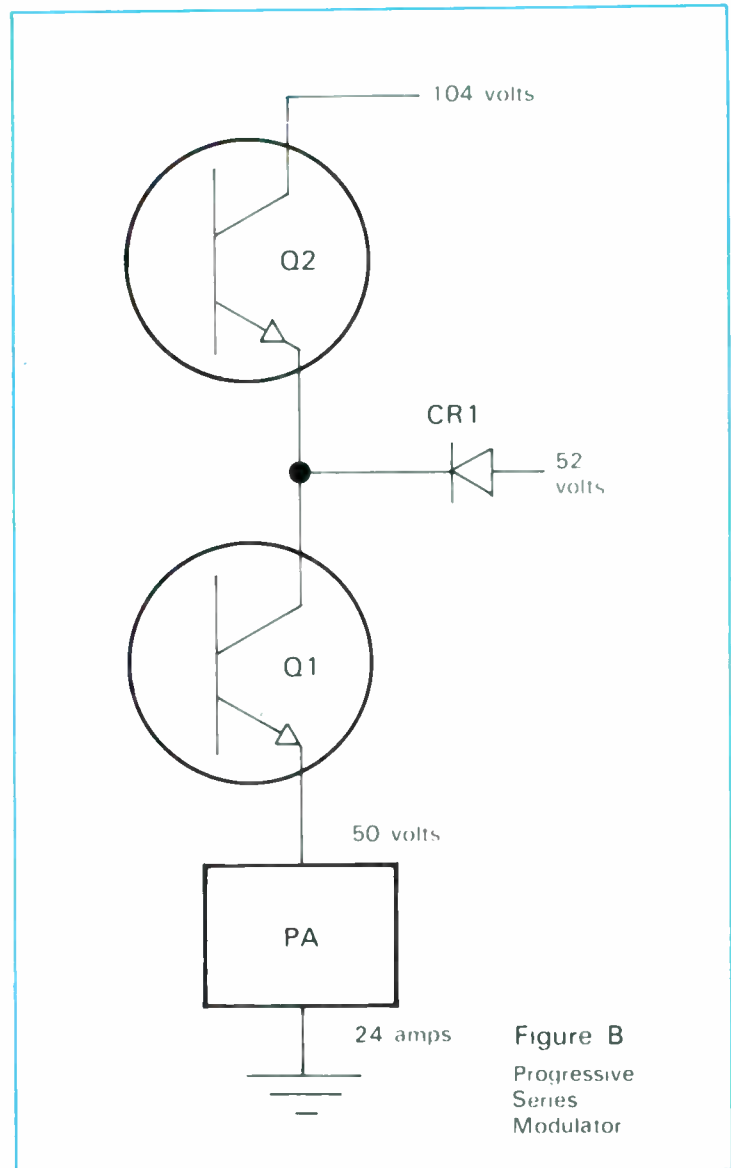 104 volts
Q2
CR1
52
volts
Q1
50 volts
PA
24 amps
Figure B
Progressive
Series
Modulator